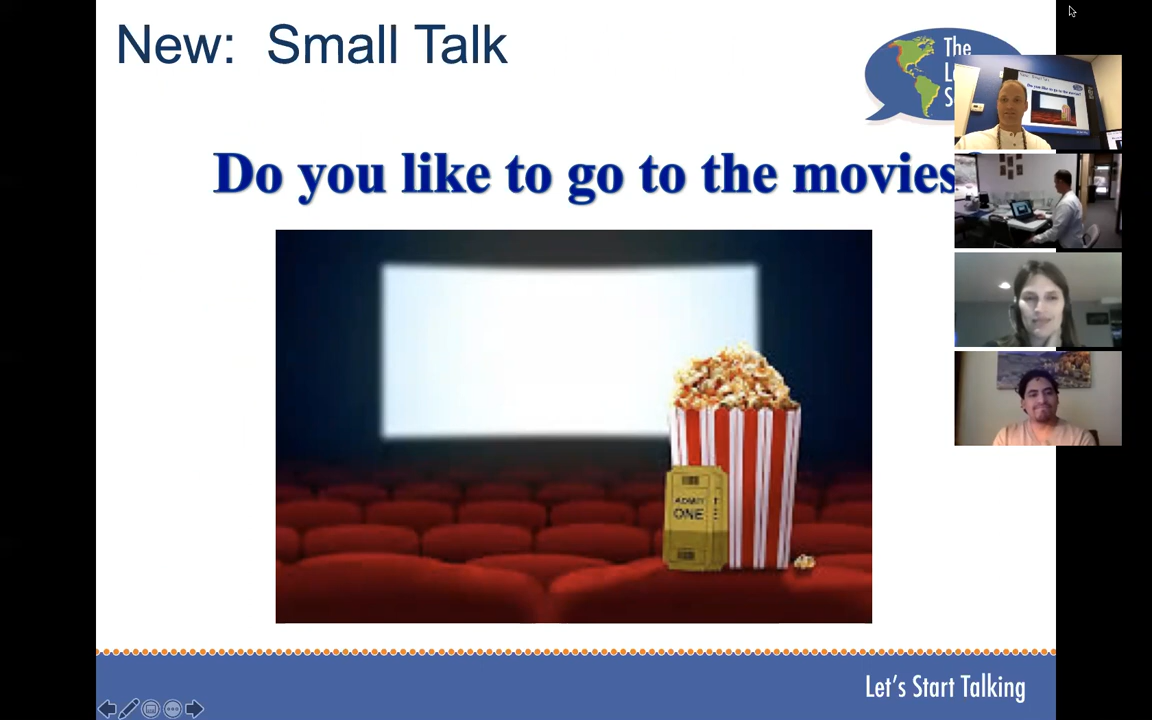 New: Small Talk
The
Do you like to go to the movies
ADMIT
ONE
Let's Start Talking